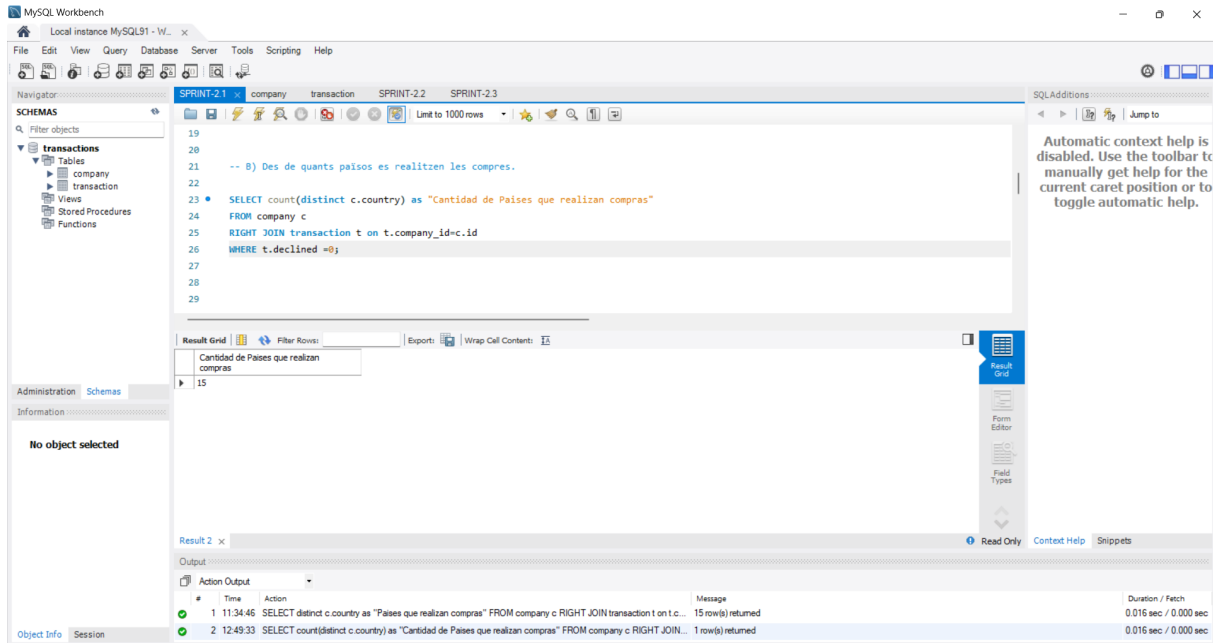 MySQL Workbench
Local instance MySQL91 - W... ×
File Edit View Query Database Server Tools Scripting Help
Navigator
SCHEMAS
Filter objects
transactions
Tables
company
transaction
Views
Stored Procedures
Functions
Administration Schemas
Information
No object selected
Object Info Session
SPRINT-2.1 × company transaction SPRINT-2.2 SPRINT-2.3
Limit to 1000 rows
19
20
21 -- B) Des de quants països es realitzen les compres.
22
23 SELECT count(distinct c.country) as "Cantidad de Paises que realizan compras"
24 FROM company c
25 RIGHT JOIN transaction t on t.company_id=c.id
26 WHERE t.declined =0;
27
28
29
Result Grid Filter Rows: Export: Wrap Cell Content:
Cantidad de Paises que realizan
compras
15
Result
Grid
Form
Editor
Field
Types
Result 2 × Read Only
Output
Action Output
# Time Action Message Duration / Fetch
1 11:34:46 SELECT distinct c.country as "Paises que realizan compras" FROM company c RIGHT JOIN transaction t on t.c... 15 row(s) returned 0.016 sec / 0.000 sec
2 12:49:33 SELECT count(distinct c.country) as "Cantidad de Paises que realizan compras" FROM company c RIGHT JOIN... 1 row(s) returned 0.016 sec / 0.000 sec
SQLAdditions
Jump to
Automatic context help is
disabled. Use the toolbar to
manually get help for the
current caret position or to
toggle automatic help.
Context Help Snippets